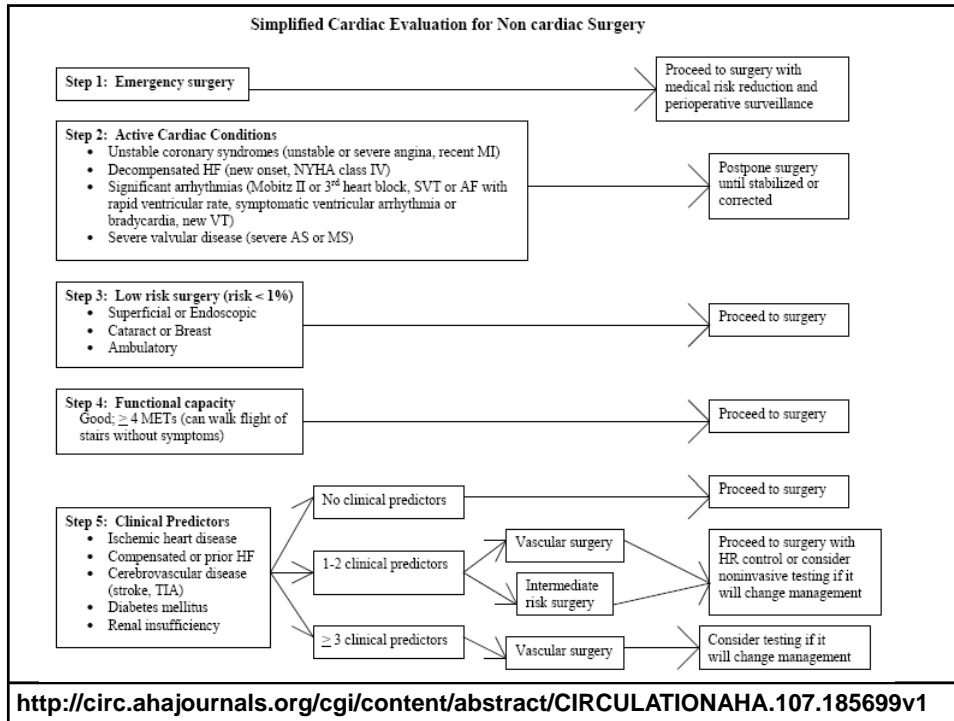 Simplified Cardiac Evaluation for Non cardiac Surgery
Step 1: Emergency surgery
Proceed to surgery with
medical risk reduction and
perioperative surveillance
Step 2: Active Cardiac Conditions
• Unstable coronary syndromes (unstable or severe angina, recent MI)
• Decompensated HF (new onset, NYHA class IV)
• Significant arrhythmias (Mobitz II or 3rd heart block, SVT or AF with
rapid ventricular rate, symptomatic ventricular arrhythmia or
bradycardia, new VT)
• Severe valvular disease (severe AS or MS)
Postpone surgery
until stabilized or
corrected
Step 3: Low risk surgery (risk < 1%)
• Superficial or Endoscopic
• Cataract or Breast
• Ambulatory
Proceed to surgery
Step 4: Functional capacity
Good; ≥ 4 METs (can walk flight of
stairs without symptoms)
Proceed to surgery
Step 5: Clinical Predictors
• Ischemic heart disease
• Compensated or prior HF
• Cerebrovascular disease
(stroke, TIA)
• Diabetes mellitus
• Renal insufficiency
No clinical predictors
Proceed to surgery
1-2 clinical predictors
Vascular surgery
Intermediate
risk surgery
Proceed to surgery with
HR control or consider
noninvasive testing if it
will change management
≥ 3 clinical predictors
Vascular surgery
Consider testing if it
will change management
http://circ.ahajournals.org/cgi/content/abstract/CIRCULATIONAHA.107.185699v1